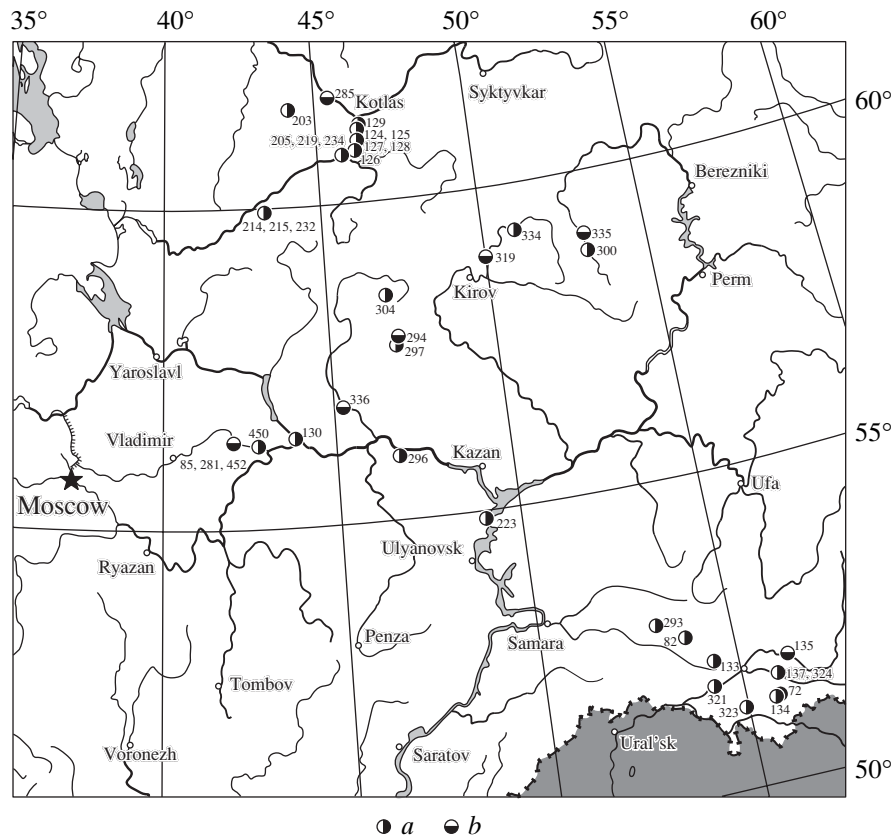 35° 40° 45° 50° 55° 60°
60°
285
Kotlas
Syktyvkar
203
129
205, 219, 234
124, 125
127, 128
126
Berezniki
214, 215, 232
334
335
300
319
Kirov
Perm
304
294
297
Yaroslavl
336
55°
Vladimir
450
130
85, 281, 452
296
Kazan
Ufa
Moscow
223
Ryazan
Ulyanovsk
293
82
135
Penza
Samara
133
137, 324
321
72
Tombov
323
134
Voronezh
Saratov
Ural'sk
50°
a b